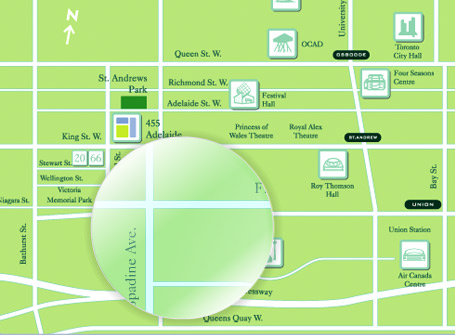 N
University
OCAD
OSGOODE
Toronto
City Hall
Queen St. W.
St. Andrews
Park
Richmond St. W.
Four Seasons
Centre
Adelaide St. W.
Festival
Hall
455
Adelaide
King St. W.
Princess of
Wales Theatre
Royal Alex
Theatre
ST.ANDREW
Stewart St.
20 66
St.
Wellington St.
Victoria
Memorial Park
Niagara St.
Roy Thomson
Hall
Bay St.
F
UNION
Bathurst St.
Spadine Ave.
Union Station
Air Canada
Centre
essway
Queens Quay W.